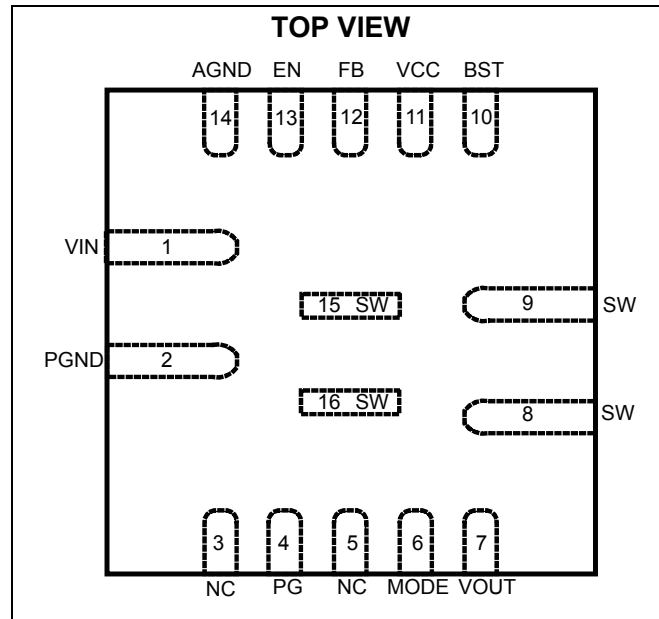 TOP VIEW
AGND EN FB VCC BST
14 13 12 11 10
VIN 1
15 SW 9 SW
PGND 2
16 SW 8 SW
3 4 5 6 7
NC PG NC MODE VOUT